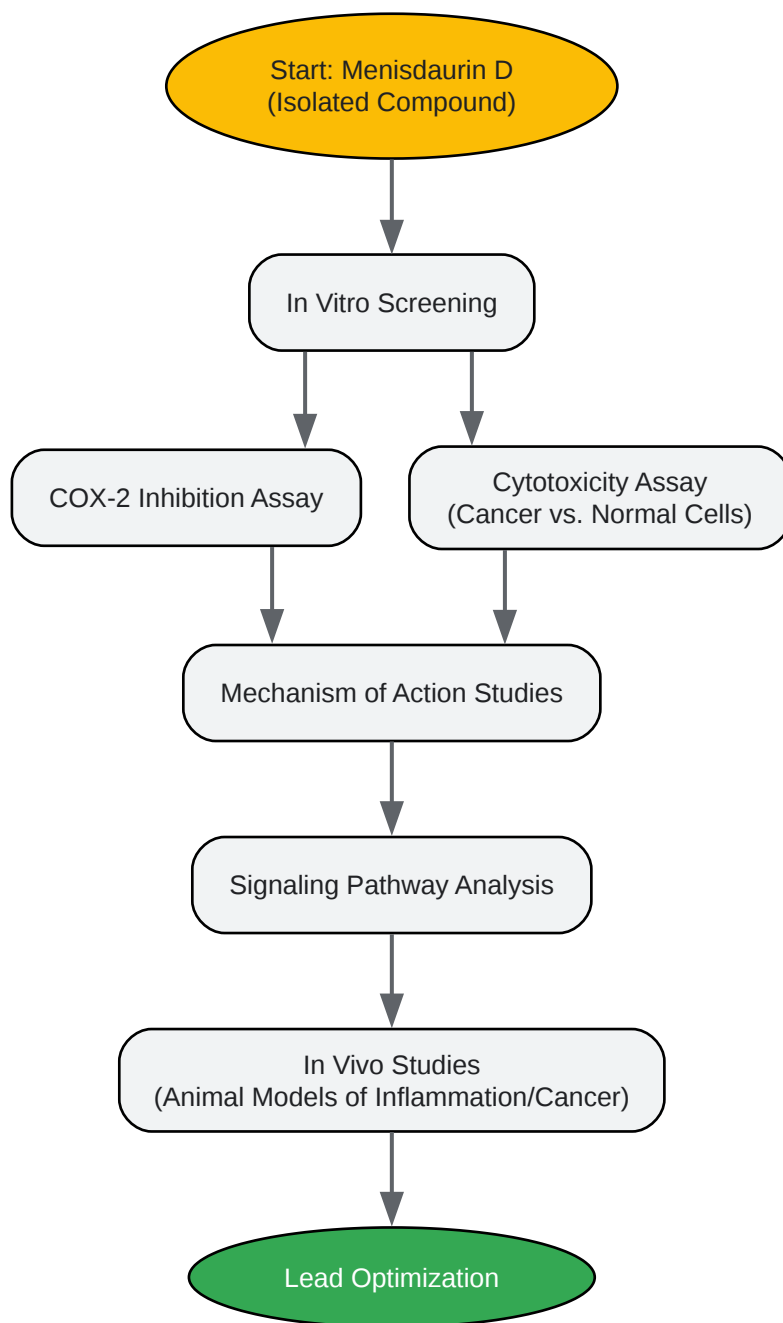 Start: Menisdaurin D
(Isolated Compound)
In Vitro Screening
COX-2 Inhibition Assay
Cytotoxicity Assay
(Cancer vs. Normal Cells)
Mechanism of Action Studies
Signaling Pathway Analysis
In Vivo Studies
(Animal Models of Inflammation/Cancer)
Lead Optimization